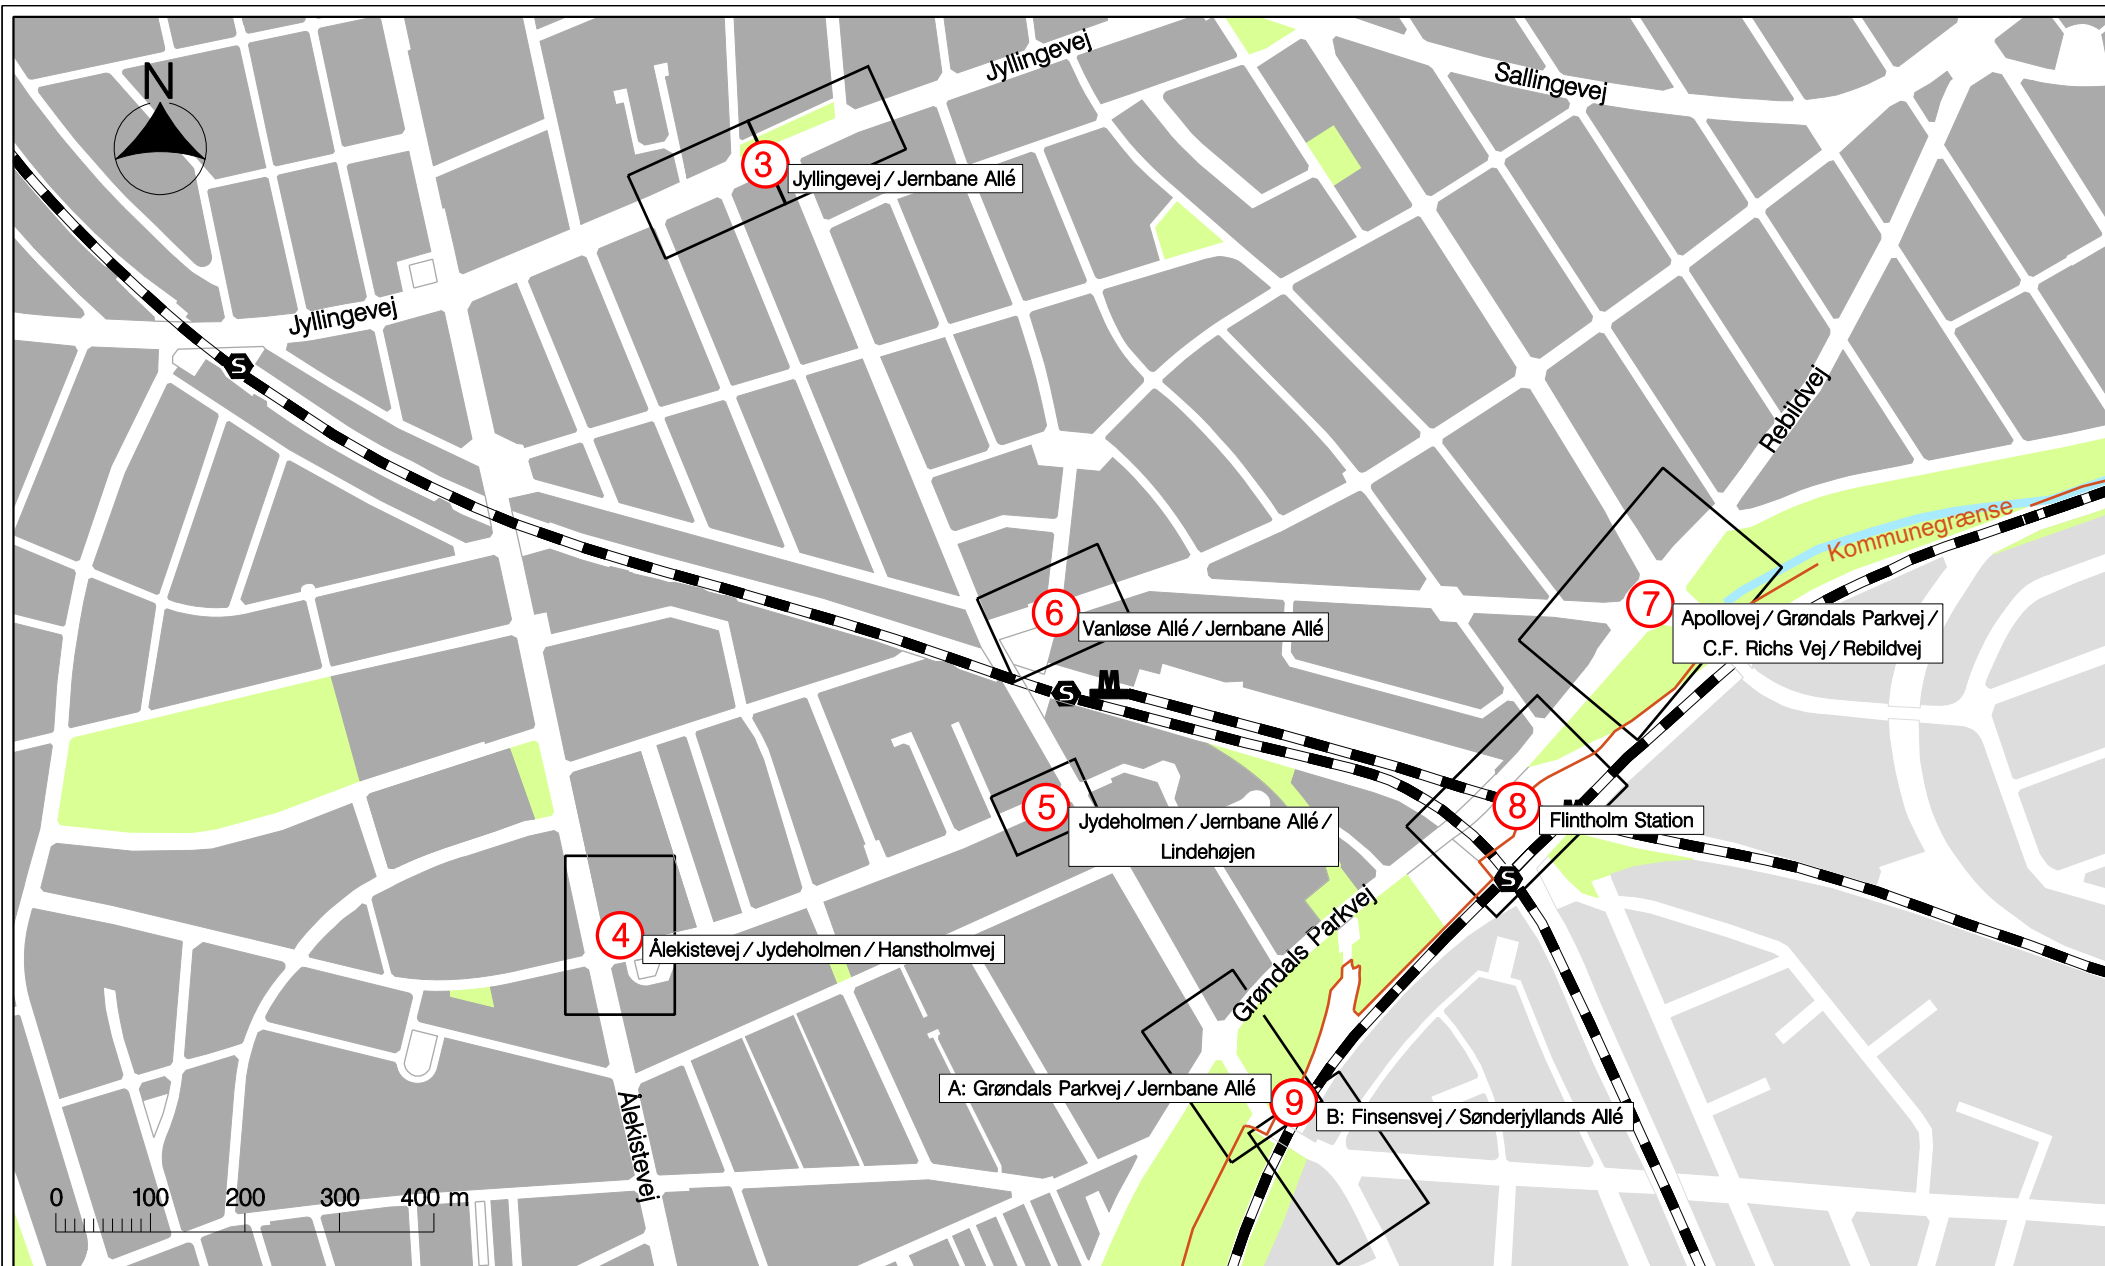 N
Jyllingevej
Sallingevej
3
Jyllingevej / Jernbane Allé
Jyllingevej
S
Rebildvej
Kommunegrænse
6
Vanløse Allé / Jernbane Allé
7
Apollovej / Grøndals Parkvej /
C.F. Richs Vej / Rebildvej
S
M
5
Jydeholmen / Jernbane Allé /
Lindehøjen
8
Flintholm Station
S
4
Ålekistevej / Jydeholmen / Hanstholmvej
Grøndals Parkvej
A: Grøndals Parkvej / Jernbane Allé
9
B: Finsensvej / Sønderjyllands Allé
Ålekistevej
0 100 200 300 400 m